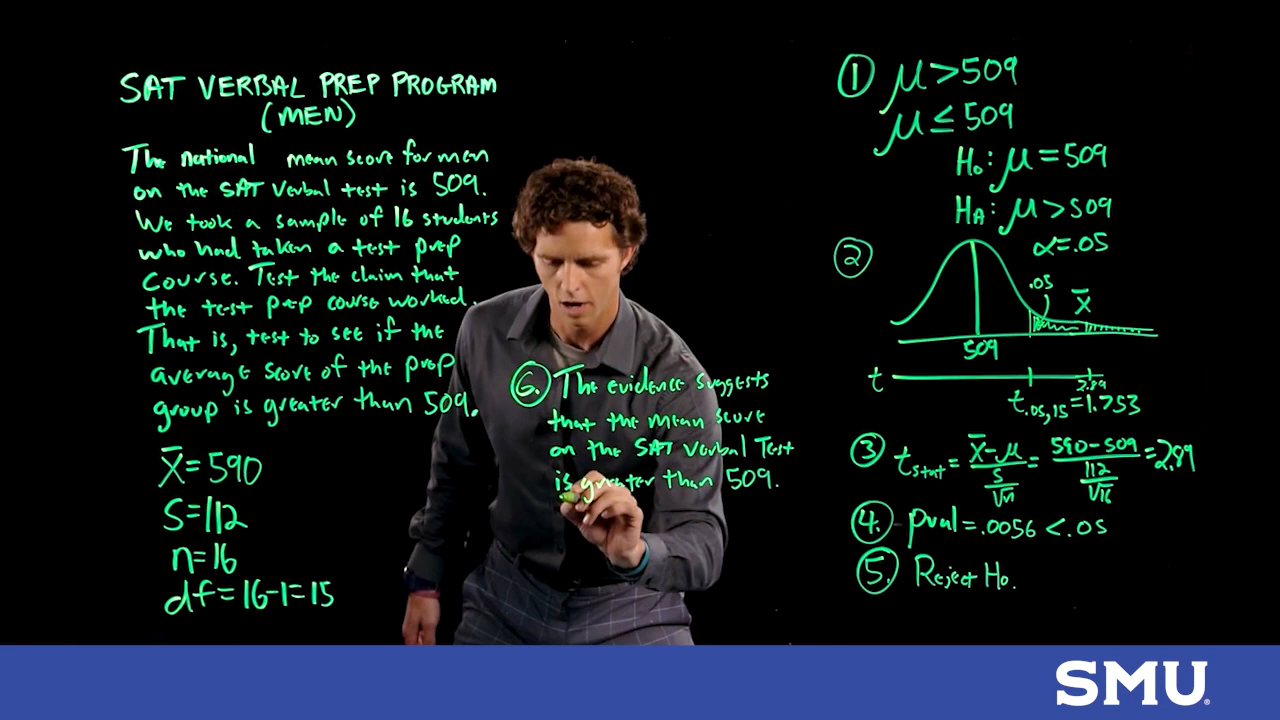 SAT VERBAL PREP PROGRAM
(MEN)
The national mean score for men
on the SAT Verbal test is 509.
We took a sample of 16 students
who had taken a test prep
course. Test the claim that
the test prep course worked.
That is, test to see if the
average score of the prep
group is greater than 509.
x̄ = 590
s = 112
n = 16
df = 16-1 = 15
6. The evidence suggests
that the mean score
on the SAT verbal Test
is greater than 509.
① μ > 509
μ ≤ 509
H₀: μ = 509
H_A: μ > 509
② α = .05
.05
x̄
509
t
2.89
t.05,15 = 1.753
③ t_stat = (x̄ - μ)/(s/√n) = (590 - 509)/(112/√16) = 2.89
4. pval = .0056 < .05
5. Reject H₀.
SMU